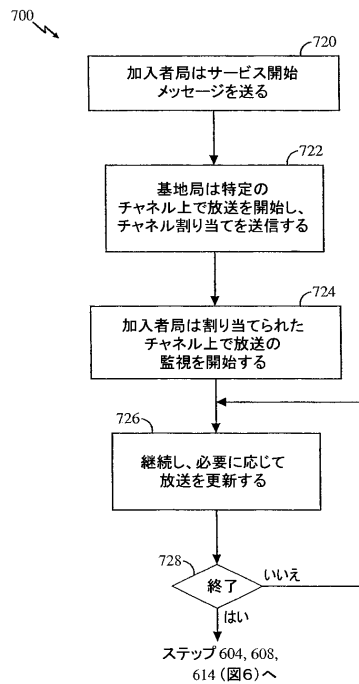 700
720
加入者局はサービス開始
メッセージを送る
722
基地局は特定の
チャネル上で放送を開始し、
チャネル割り当てを送信する
724
加入者局は割り当てられた
チャネル上で放送の
監視を開始する
726
継続し、必要に応じて
放送を更新する
728
終了
いいえ
はい
ステップ 604, 608,
614 (図6)へ